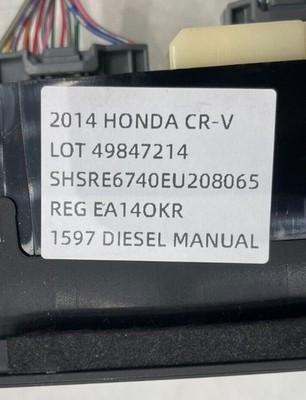 2014 HONDA CR-V
LOT 49847214
SHSRE6740EU208065
REG EA14OKR
1597 DIESEL MANUAL